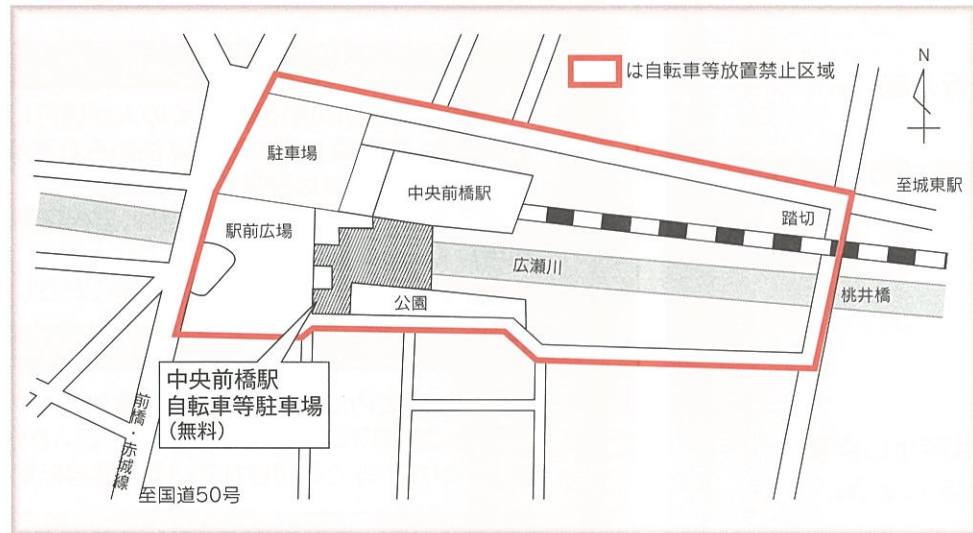 は自転車等放置禁止区域
N
駐車場
中央前橋駅
至城東駅
踏切
駅前広場
広瀬川
桃井橋
公園
中央前橋駅
自転車等駐車場
(無料)
前橋・赤城線
至国道50号